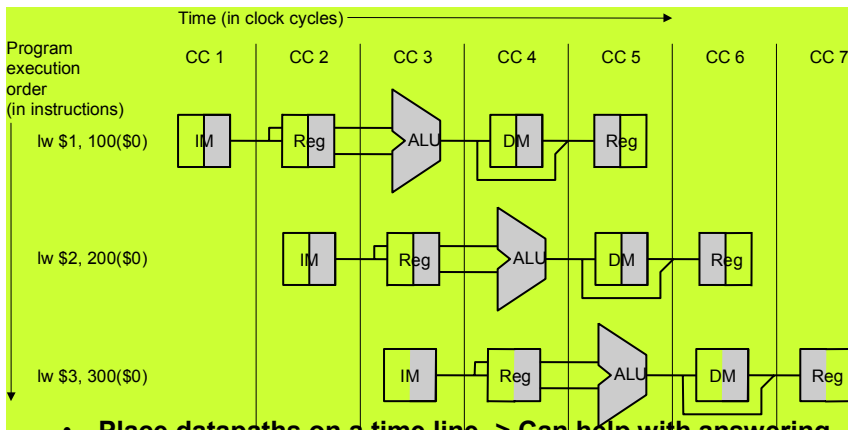 Time (in clock cycles)
Program
execution
order
(in instructions)
CC 1 CC 2 CC 3 CC 4 CC 5 CC 6 CC 7
lw $1, 100($0) IM Reg ALU DM Reg
lw $2, 200($0) IM Reg ALU DM Reg
lw $3, 300($0) IM Reg ALU DM Reg
• Place datapaths on a time line -> Can help with answering